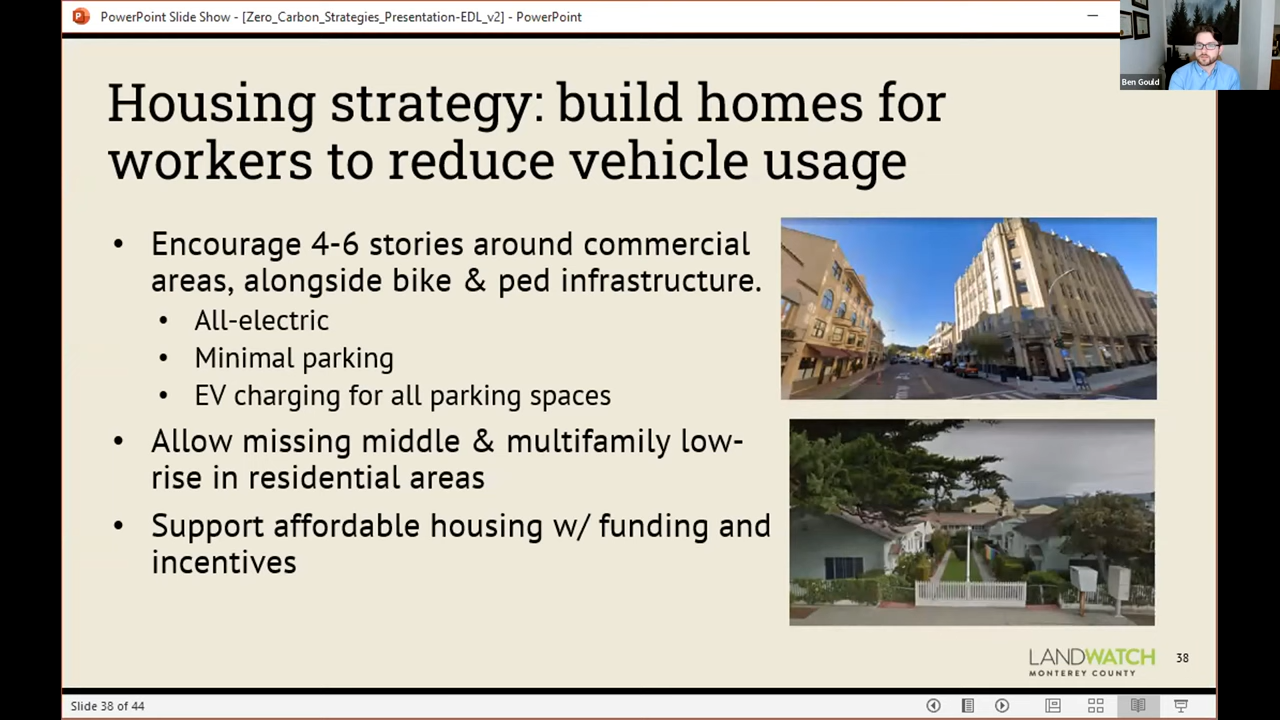 PowerPoint Slide Show - [Zero_Carbon_Strategies_Presentation-EDL_v2] - PowerPoint
Ben Gould
Housing strategy: build homes for
workers to reduce vehicle usage
• Encourage 4-6 stories around commercial
areas, alongside bike & ped infrastructure.
• All-electric
• Minimal parking
• EV charging for all parking spaces
• Allow missing middle & multifamily low-
rise in residential areas
• Support affordable housing w/ funding and
incentives
LANDWATCH
MONTEREY COUNTY
38
Slide 38 of 44